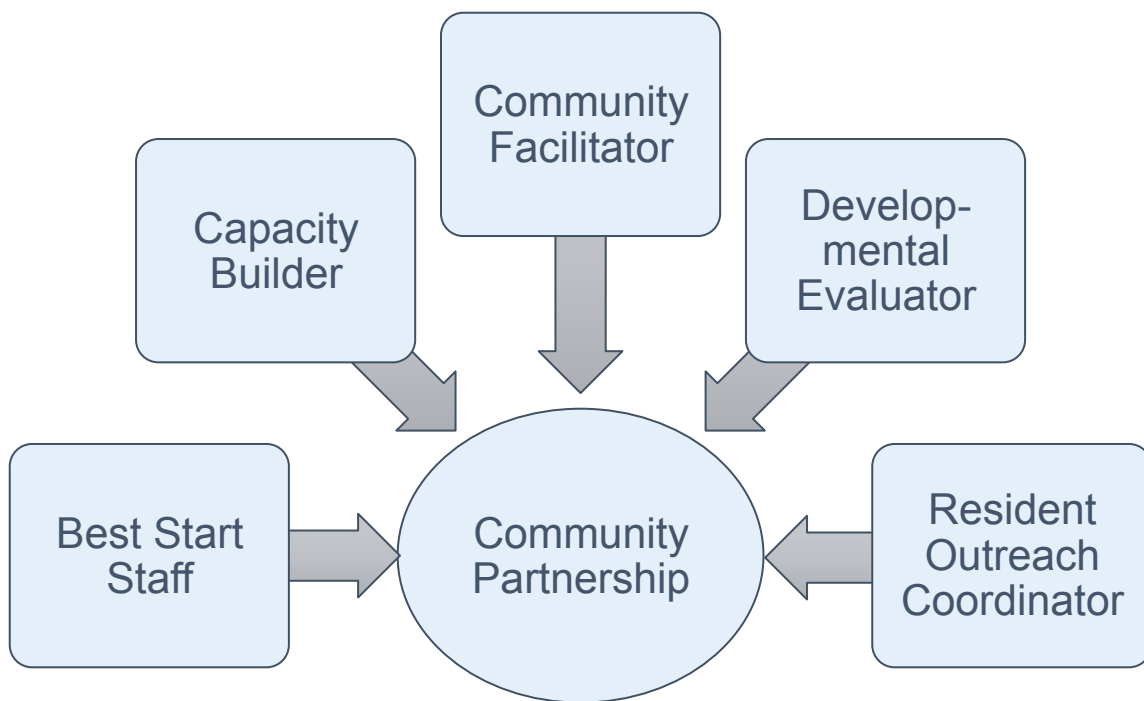 Community
Facilitator
Capacity
Builder
Develop-
mental
Evaluator
Best Start
Staff
Community
Partnership
Resident
Outreach
Coordinator